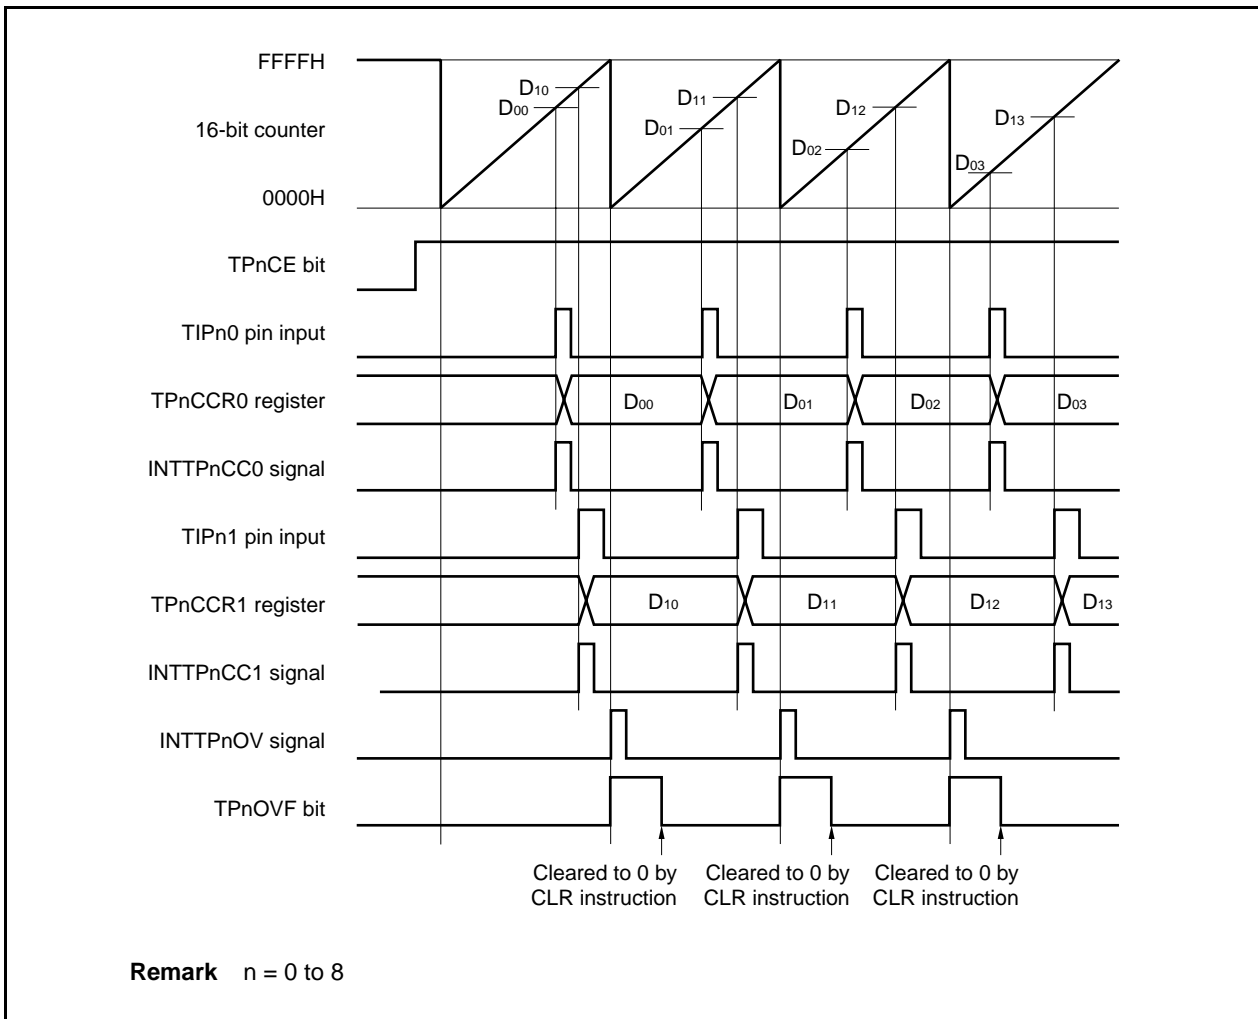 FFFFH
D10
D00
D11
D01
D12
D02
D13
D03
16-bit counter
0000H
TPnCE bit
TIPn0 pin input
TPnCCR0 register
D00
D01
D02
D03
INTTPnCC0 signal
TIPn1 pin input
TPnCCR1 register
D10
D11
D12
D13
INTTPnCC1 signal
INTTPnOV signal
TPnOVF bit
Cleared to 0 by
CLR instruction
Cleared to 0 by
CLR instruction
Cleared to 0 by
CLR instruction
Remark n = 0 to 8